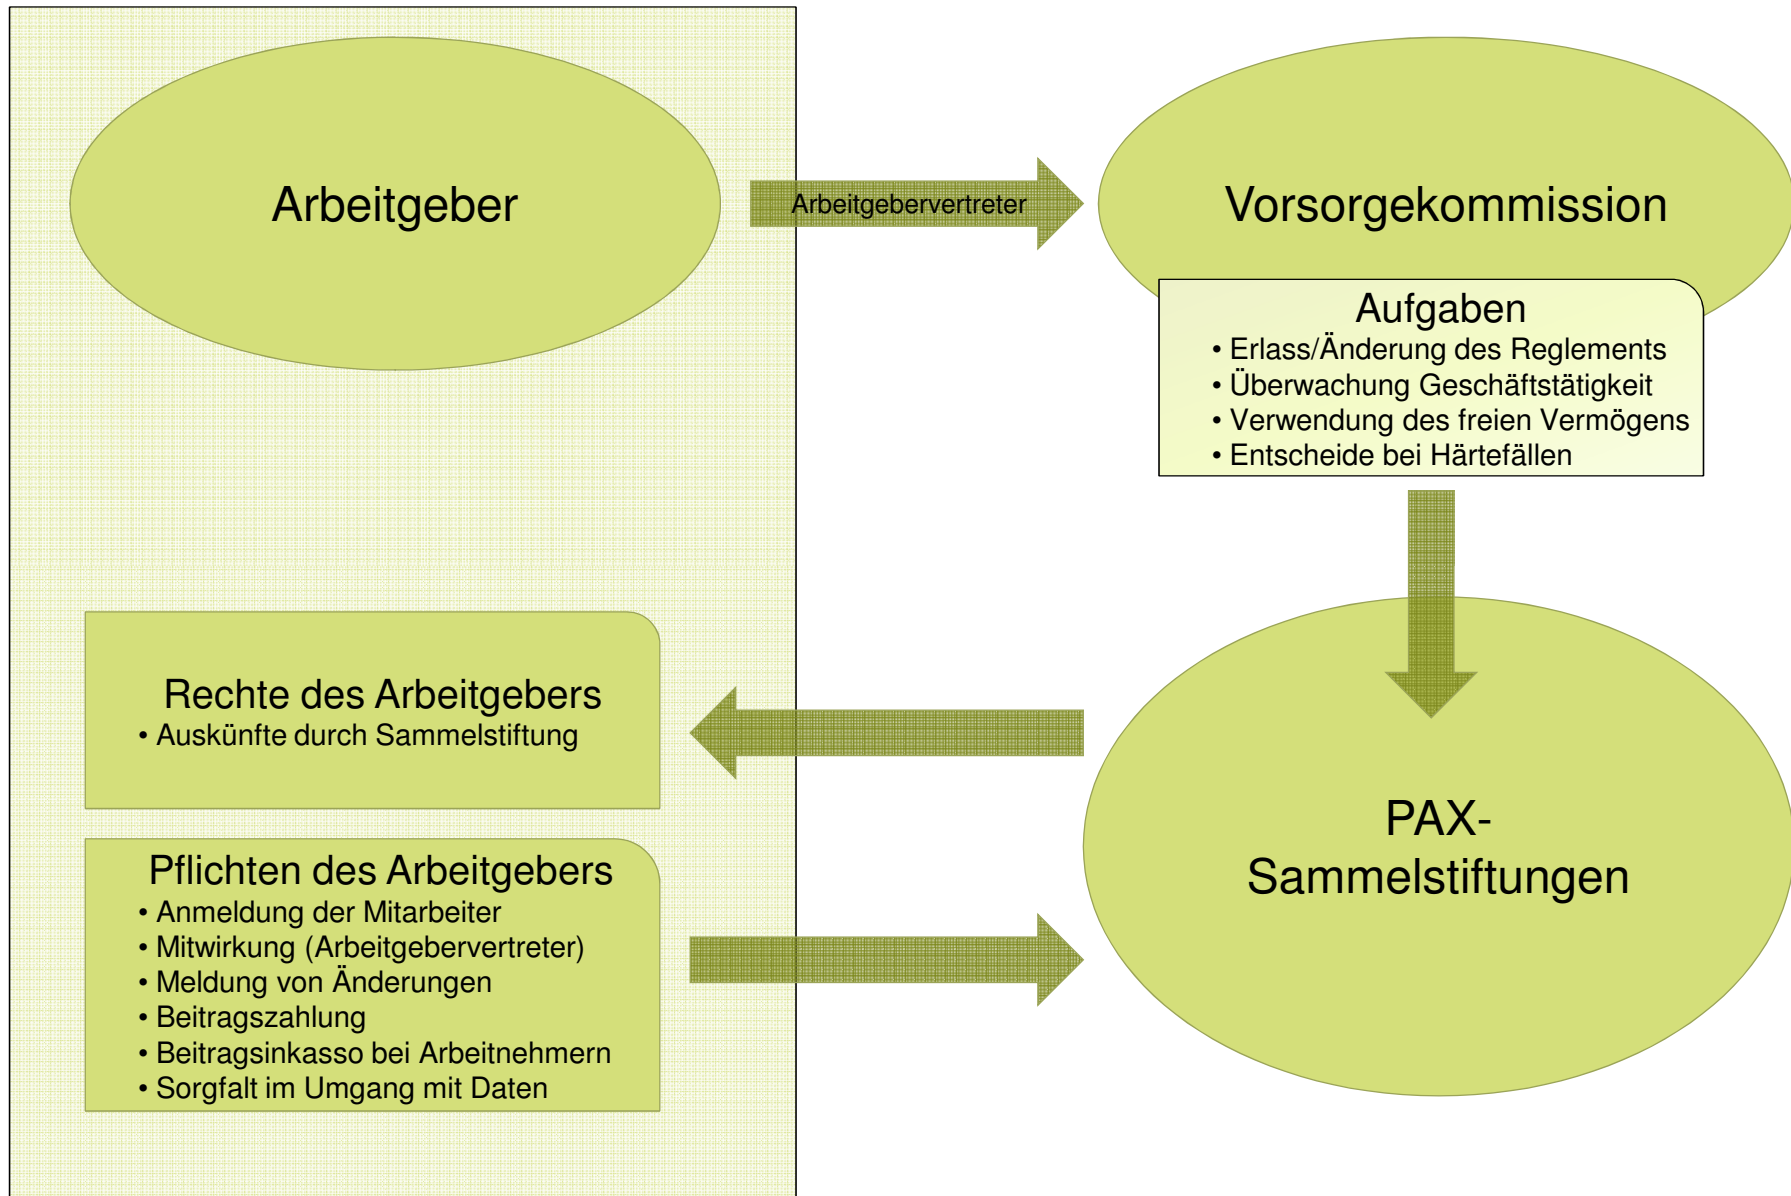 Arbeitgeber
Arbeitgebervertreter
Vorsorgekommission
Aufgaben
• Erlass/Änderung des Reglements
• Überwachung Geschäftstätigkeit
• Verwendung des freien Vermögens
• Entscheide bei Härtefällen
Rechte des Arbeitgebers
• Auskünfte durch Sammelstiftung
Pflichten des Arbeitgebers
• Anmeldung der Mitarbeiter
• Mitwirkung (Arbeitgebervertreter)
• Meldung von Änderungen
• Beitragszahlung
• Beitragsinkasso bei Arbeitnehmern
• Sorgfalt im Umgang mit Daten
PAX-
Sammelstiftungen